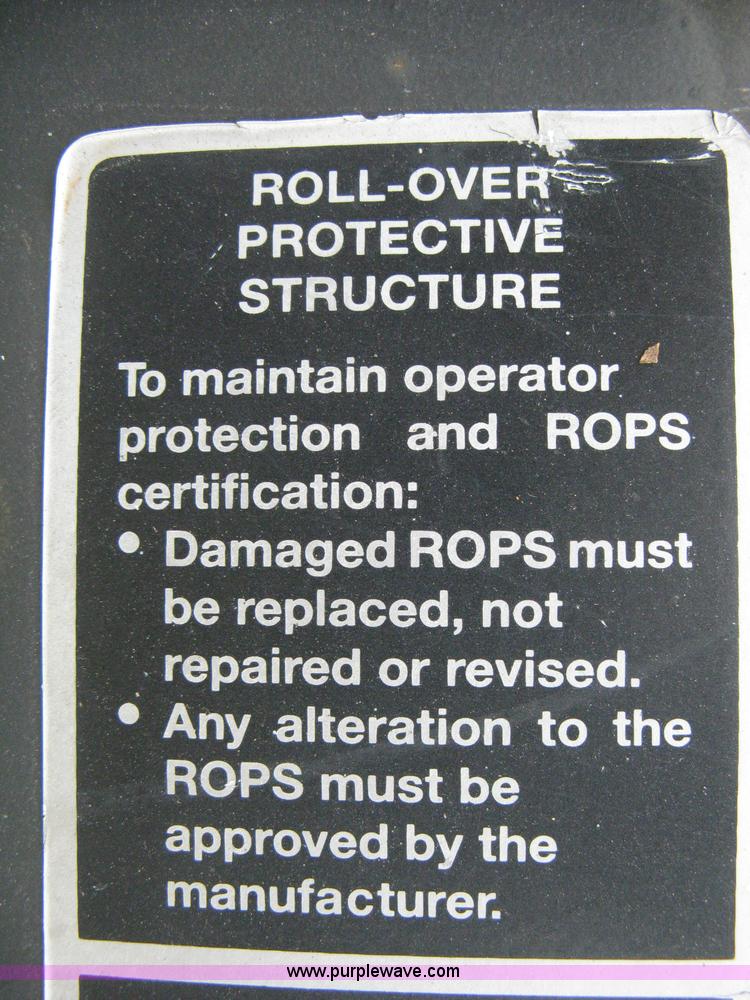 ROLL-OVER
PROTECTIVE
STRUCTURE
To maintain operator
protection and ROPS
certification:
• Damaged ROPS must
be replaced, not
repaired or revised.
• Any alteration to the
ROPS must be
approved by the
manufacturer.
www.purplewave.com